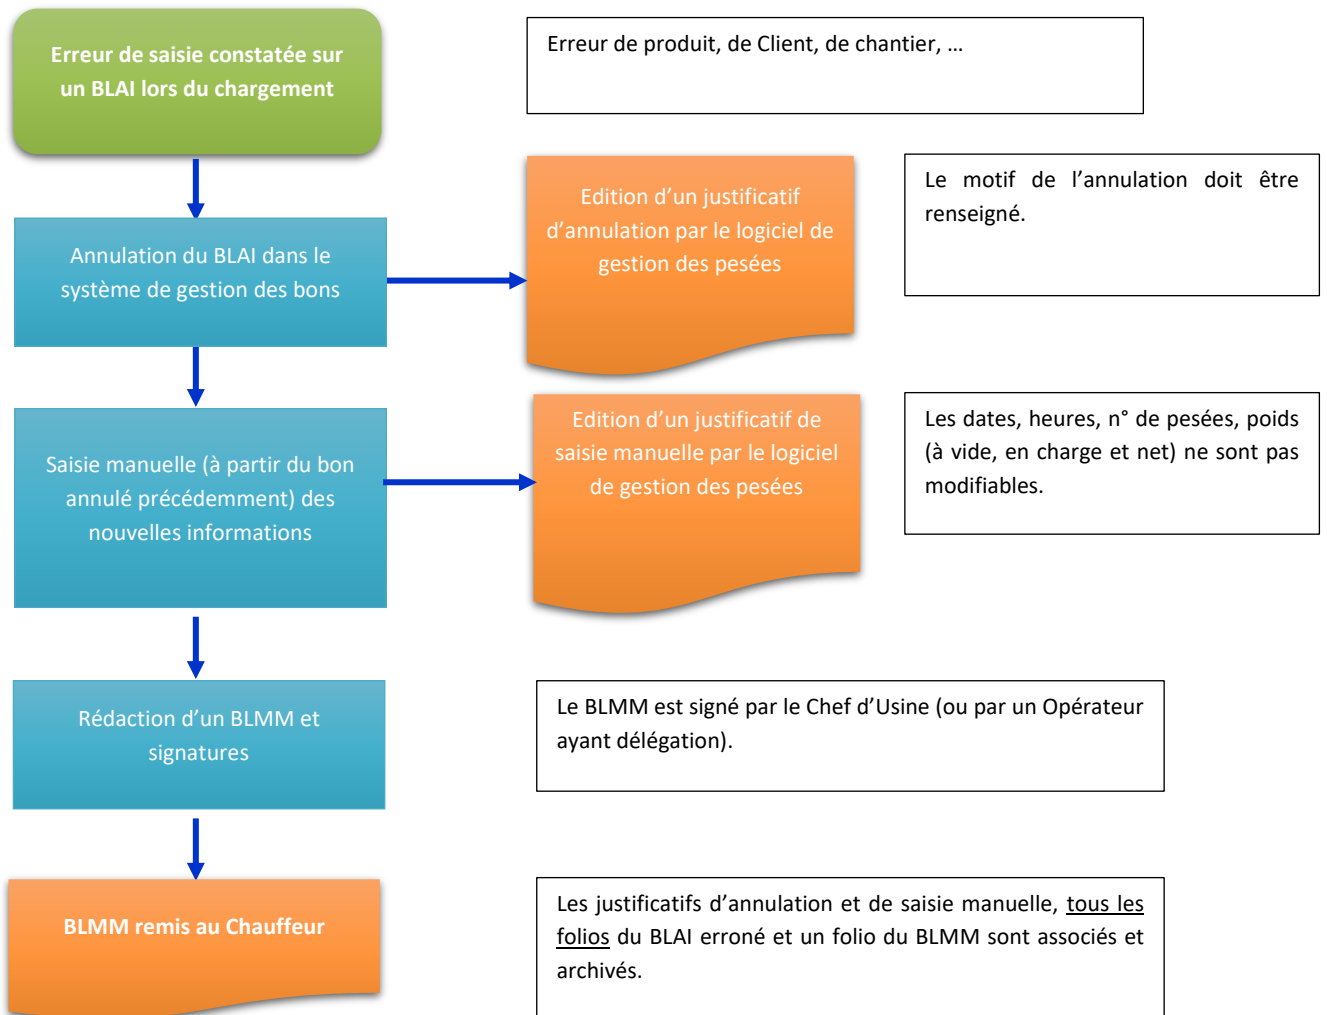 Erreur de saisie constatée sur
un BLAI lors du chargement
Erreur de produit, de Client, de chantier, ...
Annulation du BLAI dans le
système de gestion des bons
Edition d’un justificatif
d’annulation par le logiciel de
gestion des pesées
Le motif de l’annulation doit être
renseigné.
Saisie manuelle (à partir du bon
annulé précédemment) des
nouvelles informations
Edition d’un justificatif de
saisie manuelle par le logiciel
de gestion des pesées
Les dates, heures, n° de pesées, poids
(à vide, en charge et net) ne sont pas
modifiables.
Rédaction d’un BLMM et
signatures
Le BLMM est signé par le Chef d’Usine (ou par un Opérateur
ayant délégation).
BLMM remis au Chauffeur
Les justificatifs d’annulation et de saisie manuelle, tous les
folios du BLAI erroné et un folio du BLMM sont associés et
archivés.